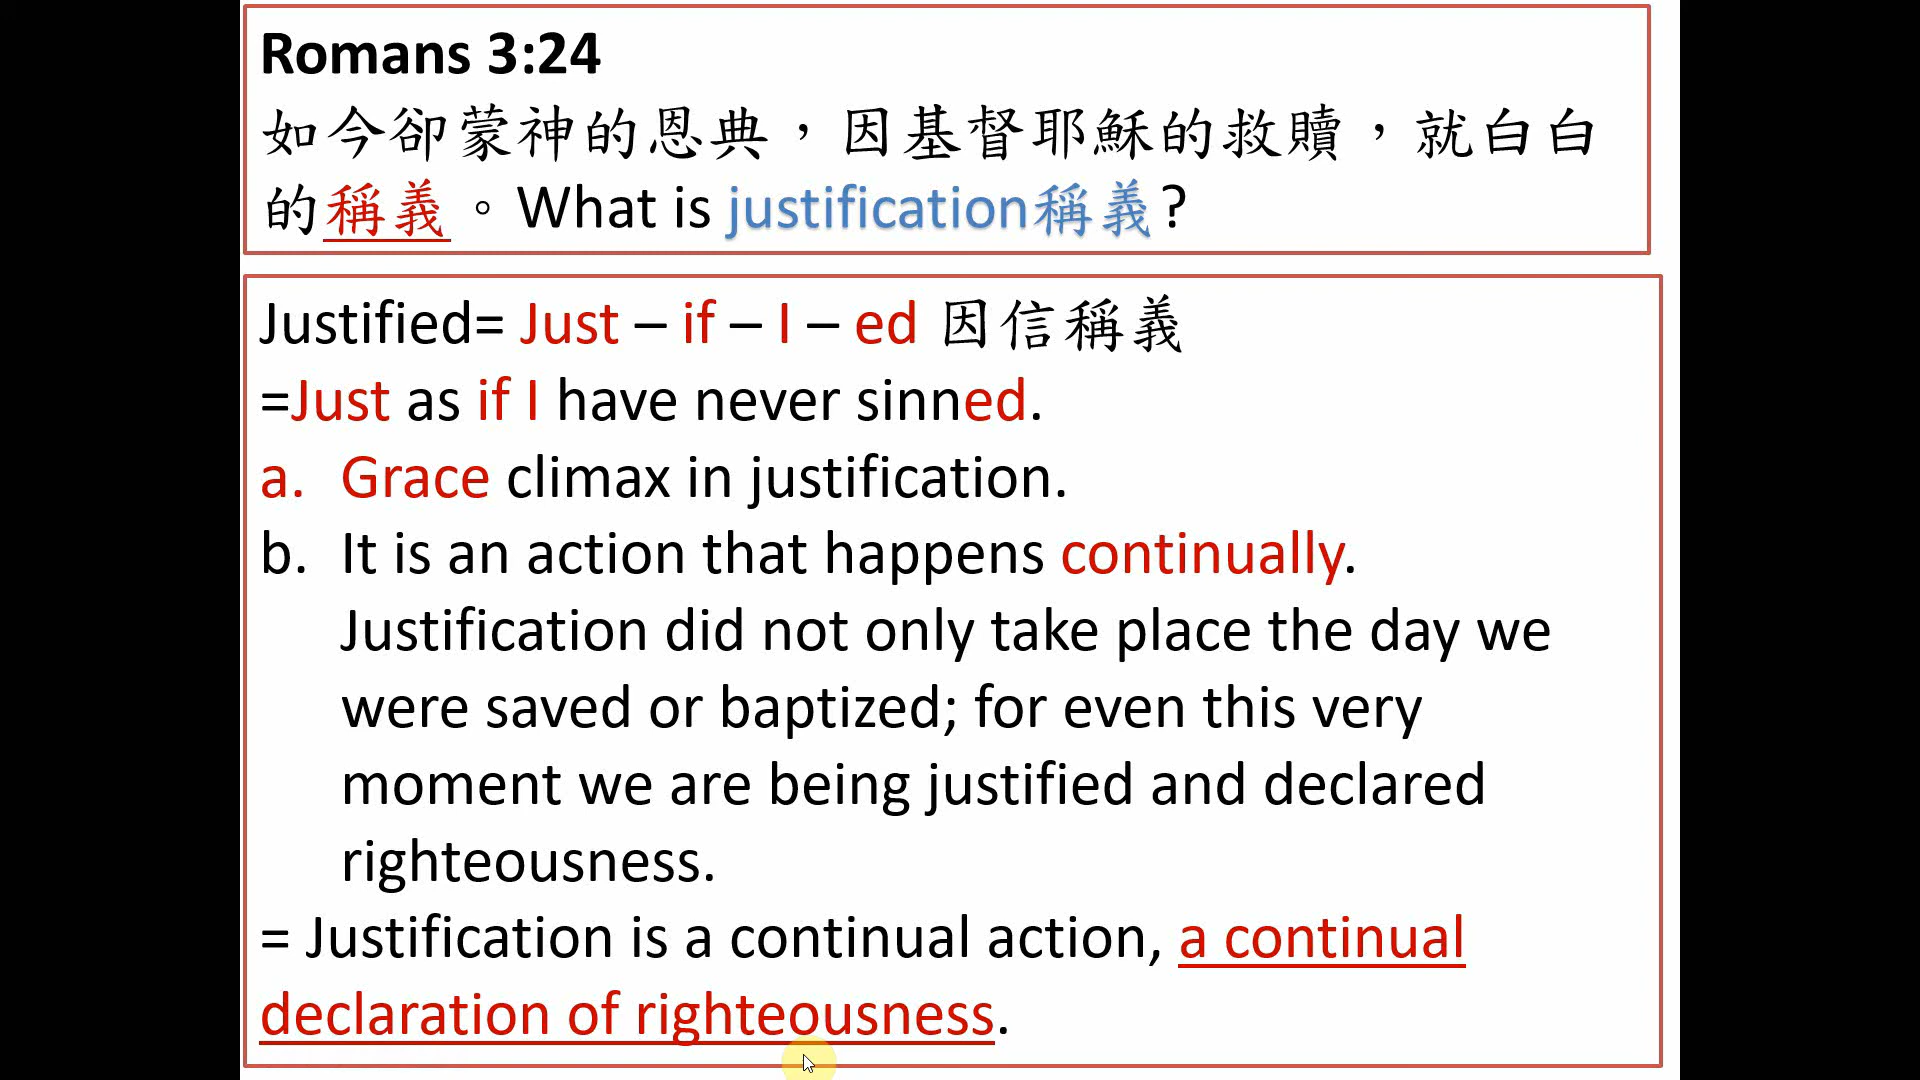 Romans 3:24
如今卻蒙神的恩典，因基督耶穌的救贖，就白白
的稱義。What is justification稱義?
Justified= Just – if – I – ed 因信稱義
=Just as if I have never sinned.
a. Grace climax in justification.
b. It is an action that happens continually.
Justification did not only take place the day we
were saved or baptized; for even this very
moment we are being justified and declared
righteousness.
= Justification is a continual action, a continual
declaration of righteousness.